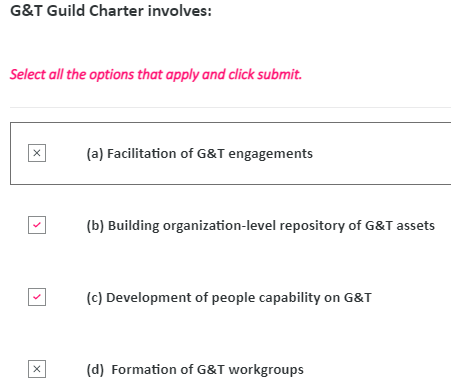 G&T Guild Charter involves:
Select all the options that apply and click submit.
(a) Facilitation of G&T engagements
(b) Building organization-level repository of G&T assets
(c) Development of people capability on G&T
(d) Formation of G&T workgroups